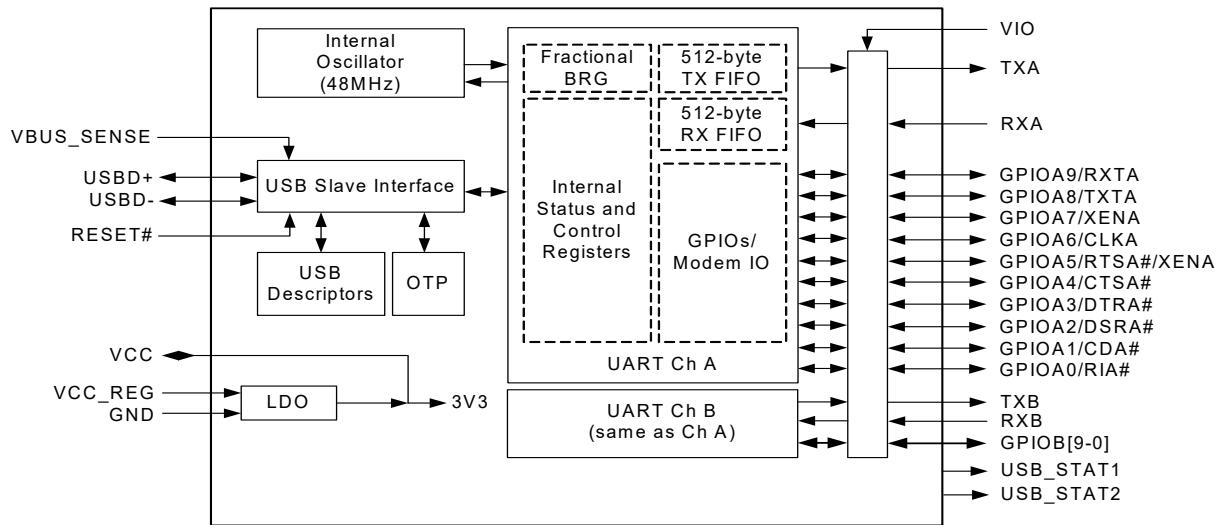 Internal
Oscillator
(48MHz)
VBUS_SENSE
USBD+
USBD-
RESET#
USB Slave Interface
USB
Descriptors
OTP
VCC
VCC_REG
GND
LDO
3V3
Fractional
BRG
512-byte
TX FIFO
512-byte
RX FIFO
Internal
Status and
Control
Registers
GPIOs/
Modem IO
UART Ch A
UART Ch B
(same as Ch A)
VIO
TXA
RXA
GPIOA9/RXTA
GPIOA8/TXTA
GPIOA7/XENA
GPIOA6/CLKA
GPIOA5/RTSA#/XENA
GPIOA4/CTSA#
GPIOA3/DTRA#
GPIOA2/DSRA#
GPIOA1/CDA#
GPIOA0/RIA#
TXB
RXB
GPIOB[9-0]
USB_STAT1
USB_STAT2